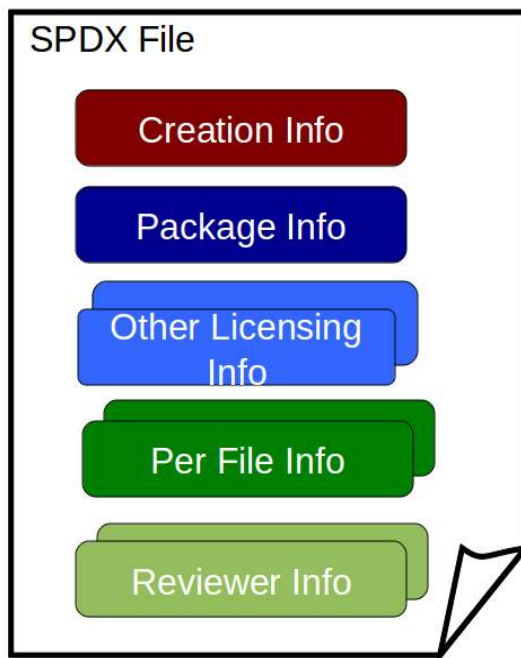 SPDX File
Creation Info
Package Info
Other Licensing
Info
Per File Info
Reviewer Info